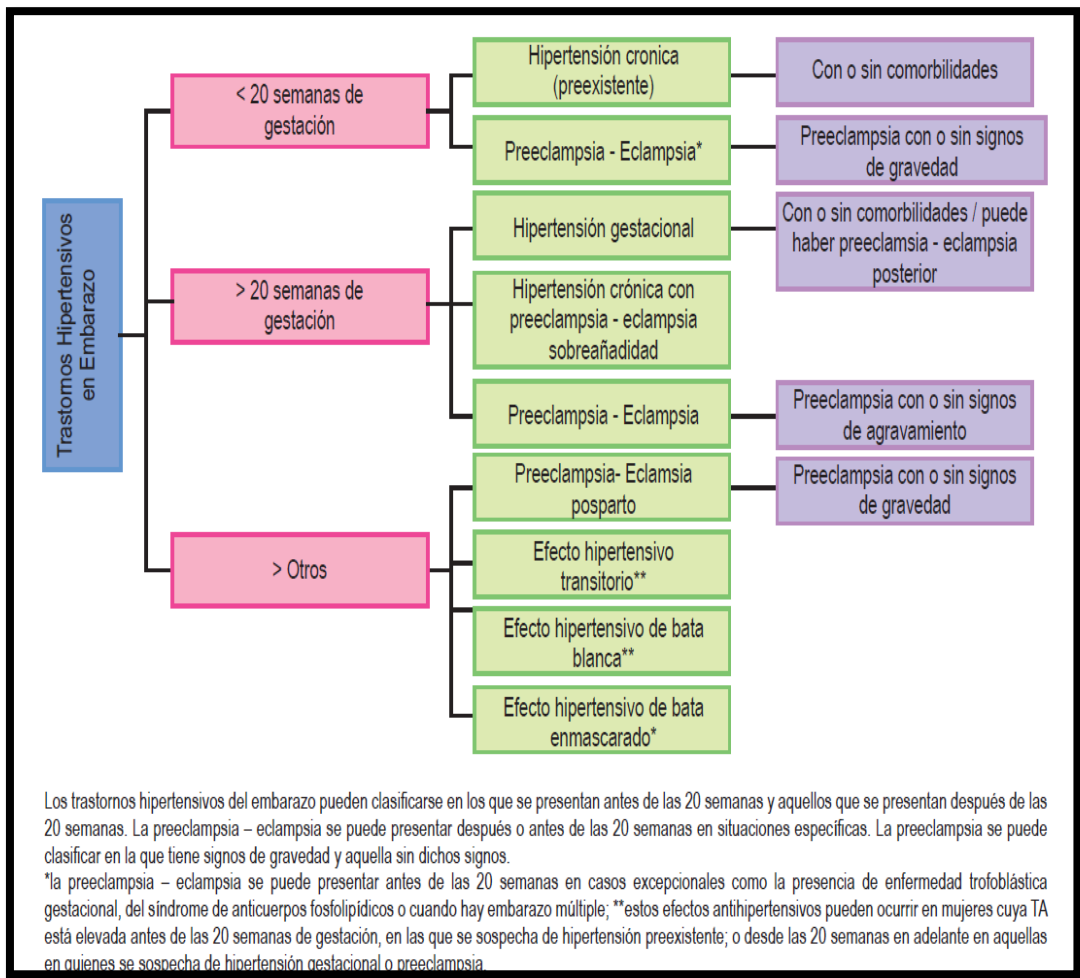 Trastornos Hipertensivos
en Embarazo
< 20 semanas de
gestación
Hipertensión cronica
(preexistente)
Con o sin comorbilidades
Preeclampsia - Eclampsia*
Preeclampsia con o sin signos
de gravedad
> 20 semanas de
gestación
Hipertensión gestacional
Con o sin comorbilidades / puede
haber preeclamsia - eclampsia
posterior
Hipertensión crónica con
preeclampsia - eclampsia
sobreañadidad
Preeclampsia - Eclampsia
Preeclampsia con o sin signos
de agravamiento
> Otros
Preeclampsia- Eclamsia
posparto
Preeclampsia con o sin signos
de gravedad
Efecto hipertensivo
transitorio**
Efecto hipertensivo de bata
blanca**
Efecto hipertensivo de bata
enmascarado*
Los trastornos hipertensivos del embarazo pueden clasificarse en los que se presentan antes de las 20 semanas y aquellos que se presentan después de las
20 semanas. La preeclampsia – eclampsia se puede presentar después o antes de las 20 semanas en situaciones específicas. La preeclampsia se puede
clasificar en la que tiene signos de gravedad y aquella sin dichos signos.
*la preeclampsia – eclampsia se puede presentar antes de las 20 semanas en casos excepcionales como la presencia de enfermedad trofoblástica
gestacional, del síndrome de anticuerpos fosfolipídicos o cuando hay embarazo múltiple; **estos efectos antihipertensivos pueden ocurrir en mujeres cuya TA
está elevada antes de las 20 semanas de gestación, en las que se sospecha de hipertensión preexistente; o desde las 20 semanas en adelante en aquellas
en quienes se sospecha de hipertensión gestacional o preeclampsia.